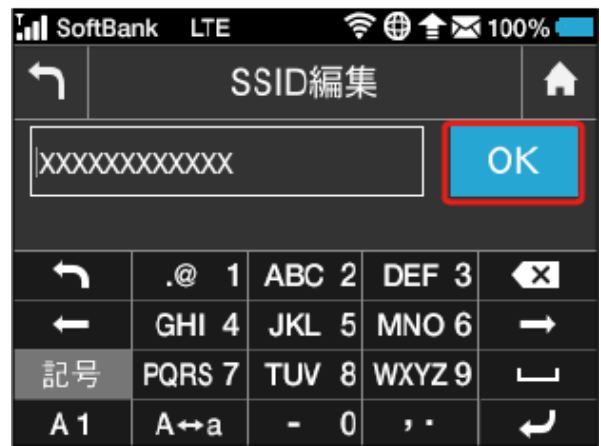 SoftBank LTE 100%
SSID編集
XXXXXXXXXXXX OK
.@ 1 ABC 2 DEF 3
GHI 4 JKL 5 MNO 6
記号 PQRS 7 TUV 8 WXYZ 9
A1 A↔a - 0 , ・